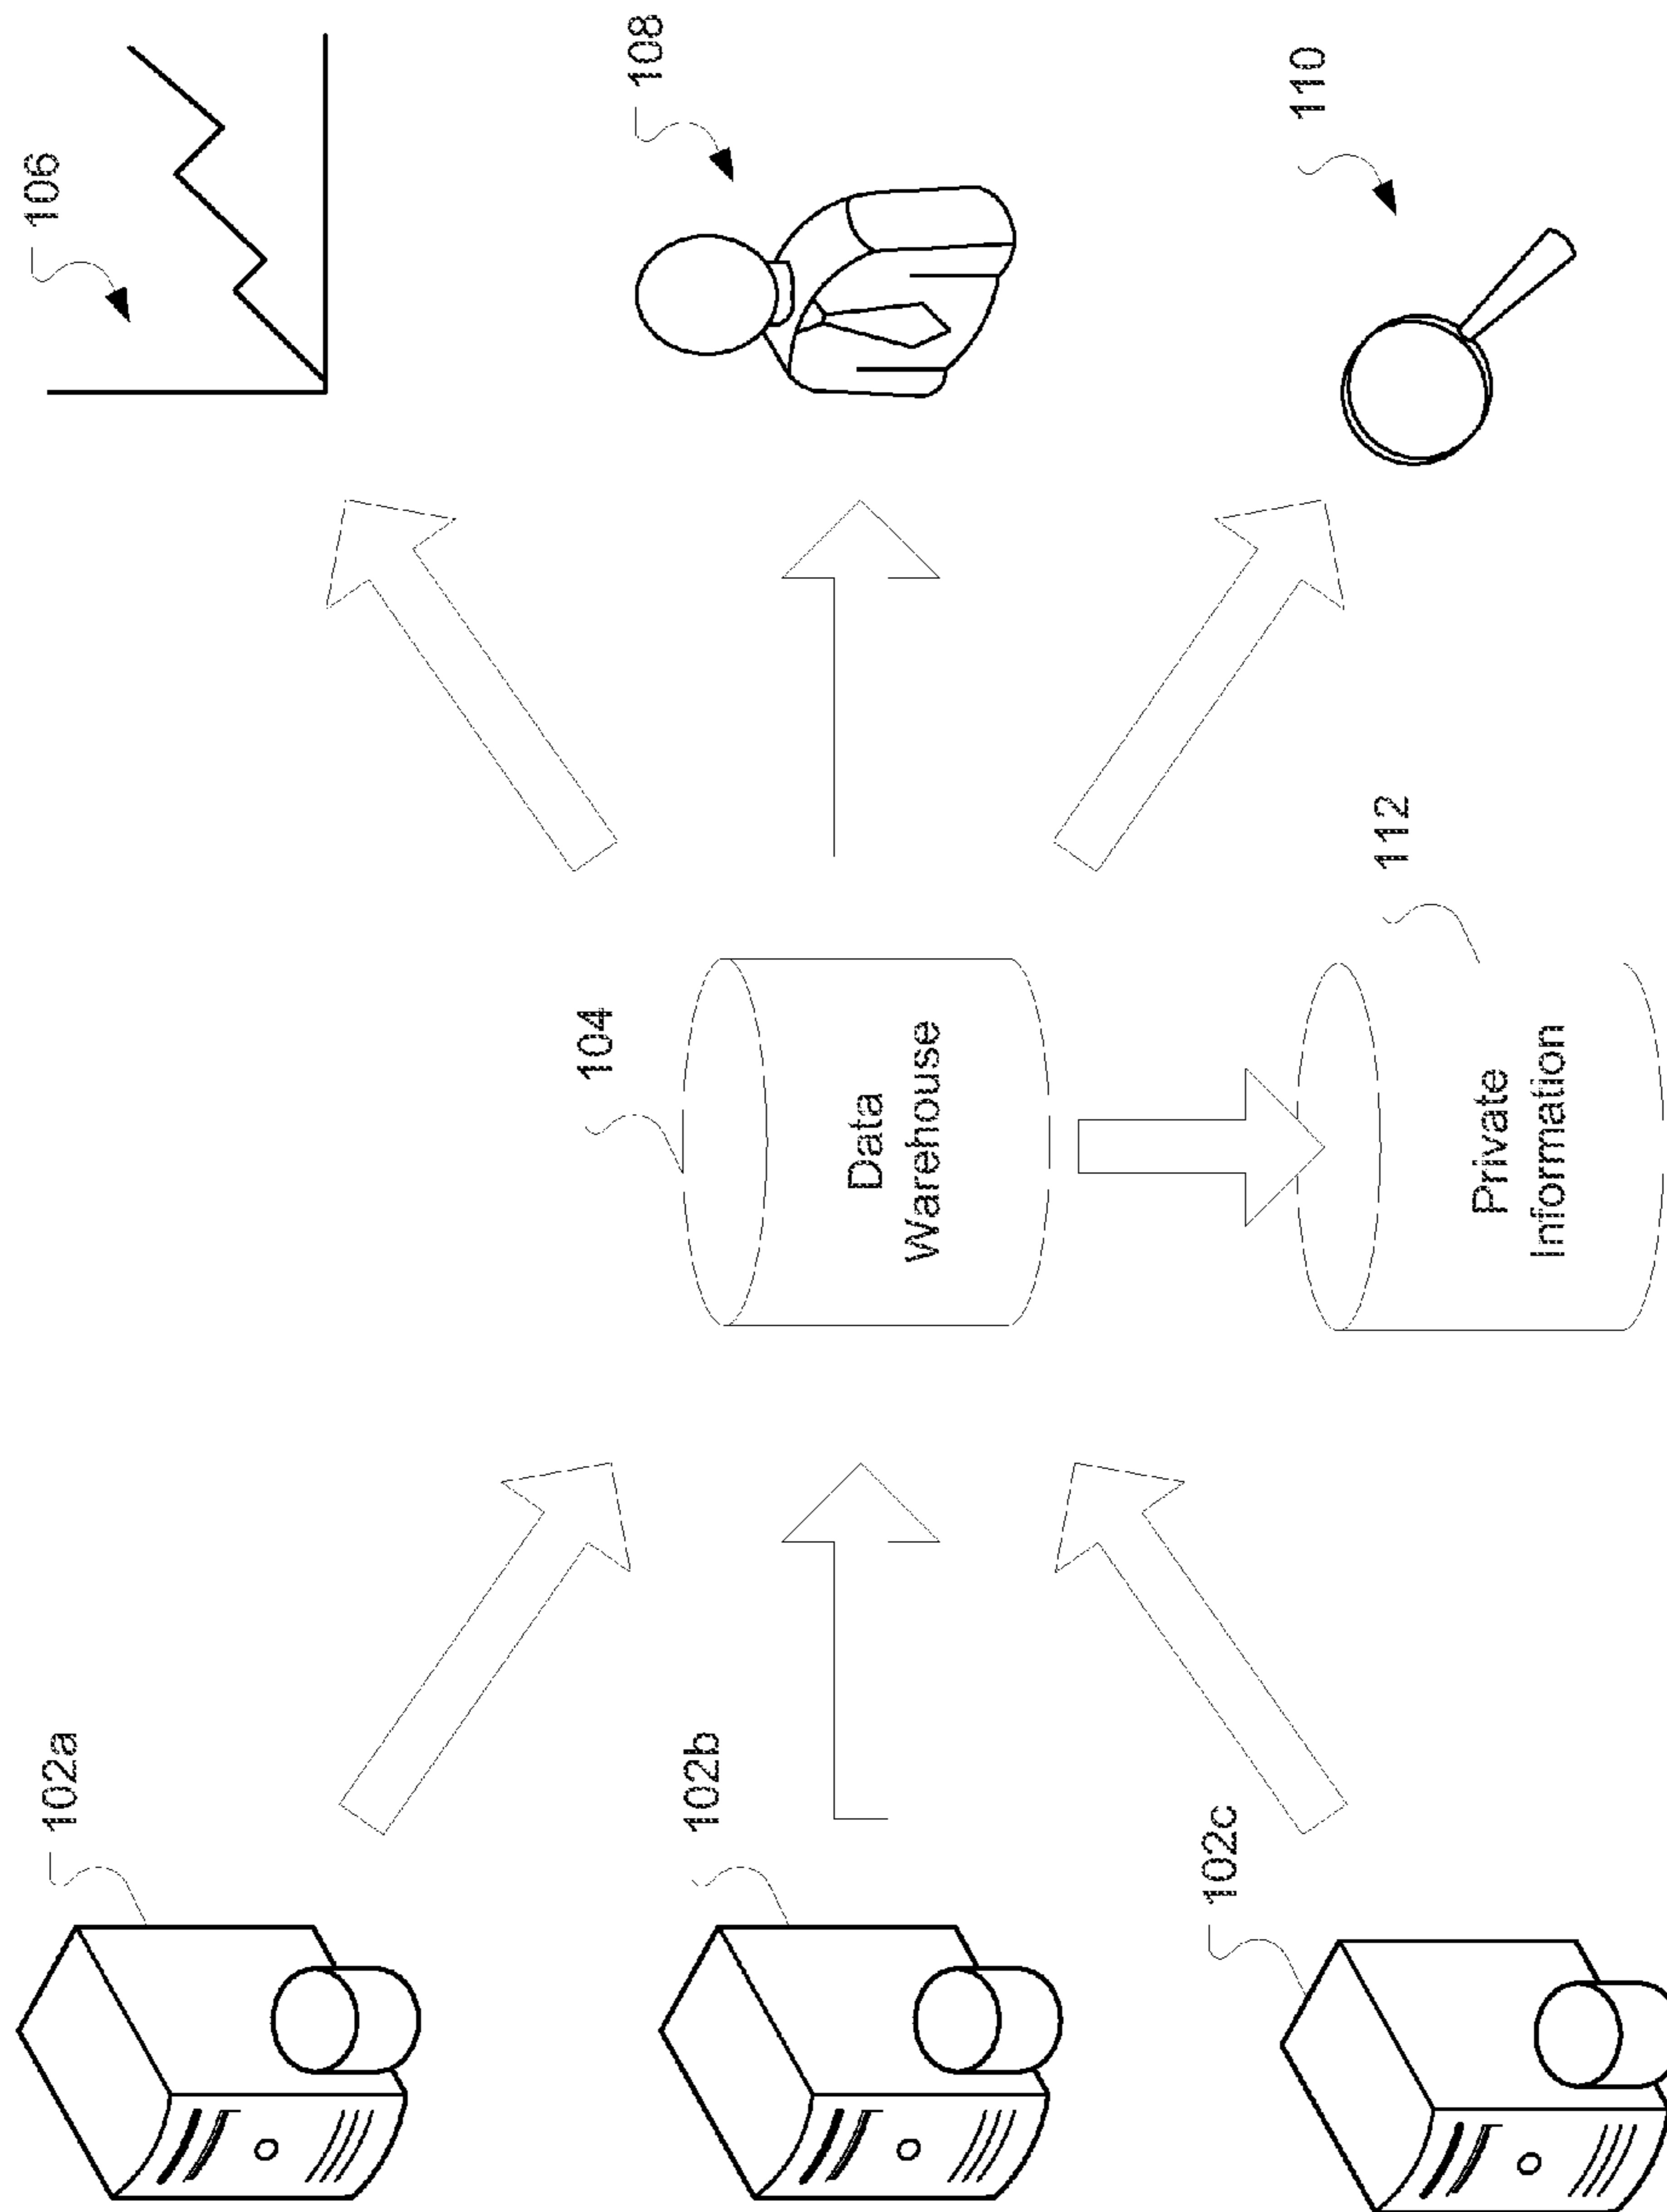 102a
102b
102c
104
Data
Warehouse
Private
Information
112
106
108
110